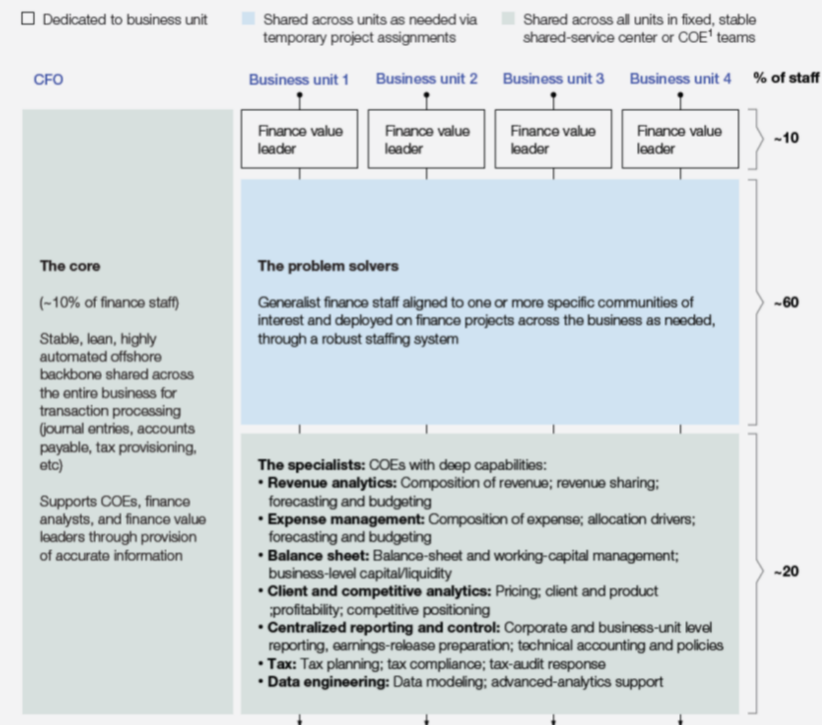 Dedicated to business unit
Shared across units as needed via
temporary project assignments
Shared across all units in fixed, stable
shared-service center or COE¹ teams
CFO
Business unit 1
Business unit 2
Business unit 3
Business unit 4
% of staff
Finance value
leader
Finance value
leader
Finance value
leader
Finance value
leader
~10
The core
(~10% of finance staff)
Stable, lean, highly
automated offshore
backbone shared across
the entire business for
transaction processing
(journal entries, accounts
payable, tax provisioning,
etc)
Supports COEs, finance
analysts, and finance value
leaders through provision
of accurate information
The problem solvers
Generalist finance staff aligned to one or more specific communities of
interest and deployed on finance projects across the business as needed,
through a robust staffing system
~60
The specialists: COEs with deep capabilities:
• Revenue analytics: Composition of revenue; revenue sharing;
forecasting and budgeting
• Expense management: Composition of expense; allocation drivers;
forecasting and budgeting
• Balance sheet: Balance-sheet and working-capital management;
business-level capital/liquidity
• Client and competitive analytics: Pricing; client and product
;profitability; competitive positioning
• Centralized reporting and control: Corporate and business-unit level
reporting, earnings-release preparation; technical accounting and policies
• Tax: Tax planning; tax compliance; tax-audit response
• Data engineering: Data modeling; advanced-analytics support
~20